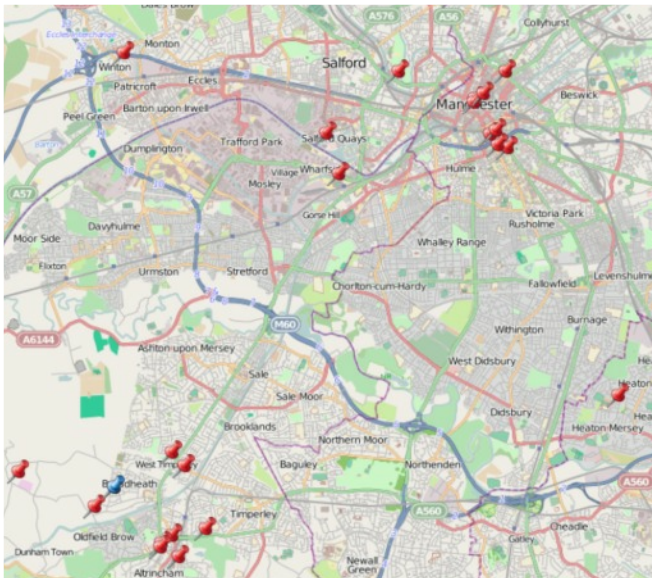 A576
A56
Collyhurst
Monton
Winton
Salford
Patricroft
Eccles
Manchester
Beswick
Barton upon Irwell
Peel Green
Trafford Park
Salford Quays
Dumplington
Village
Wharfs
Hulme
Mosley
A57
Gorse Hill
Victoria Park
Rusholme
Davyhulme
Moor Side
Whalley Range
Flixton
Urmston
Stretford
Levenshulme
Chorlton-cum-Hardy
Fallowfield
Burnage
M60
A6144
Withington
Ashton upon Mersey
West Didsbury
Sale
Heaton
Sale Moor
Didsbury
Brooklands
Heaton Mersey
Northern Moor
West Timperley
Baguley
Northenden
A560
Timperley
A560
Oldfield Brow
Cheadle
Gatley
Dunham Town
Newall
Green
Altrincham